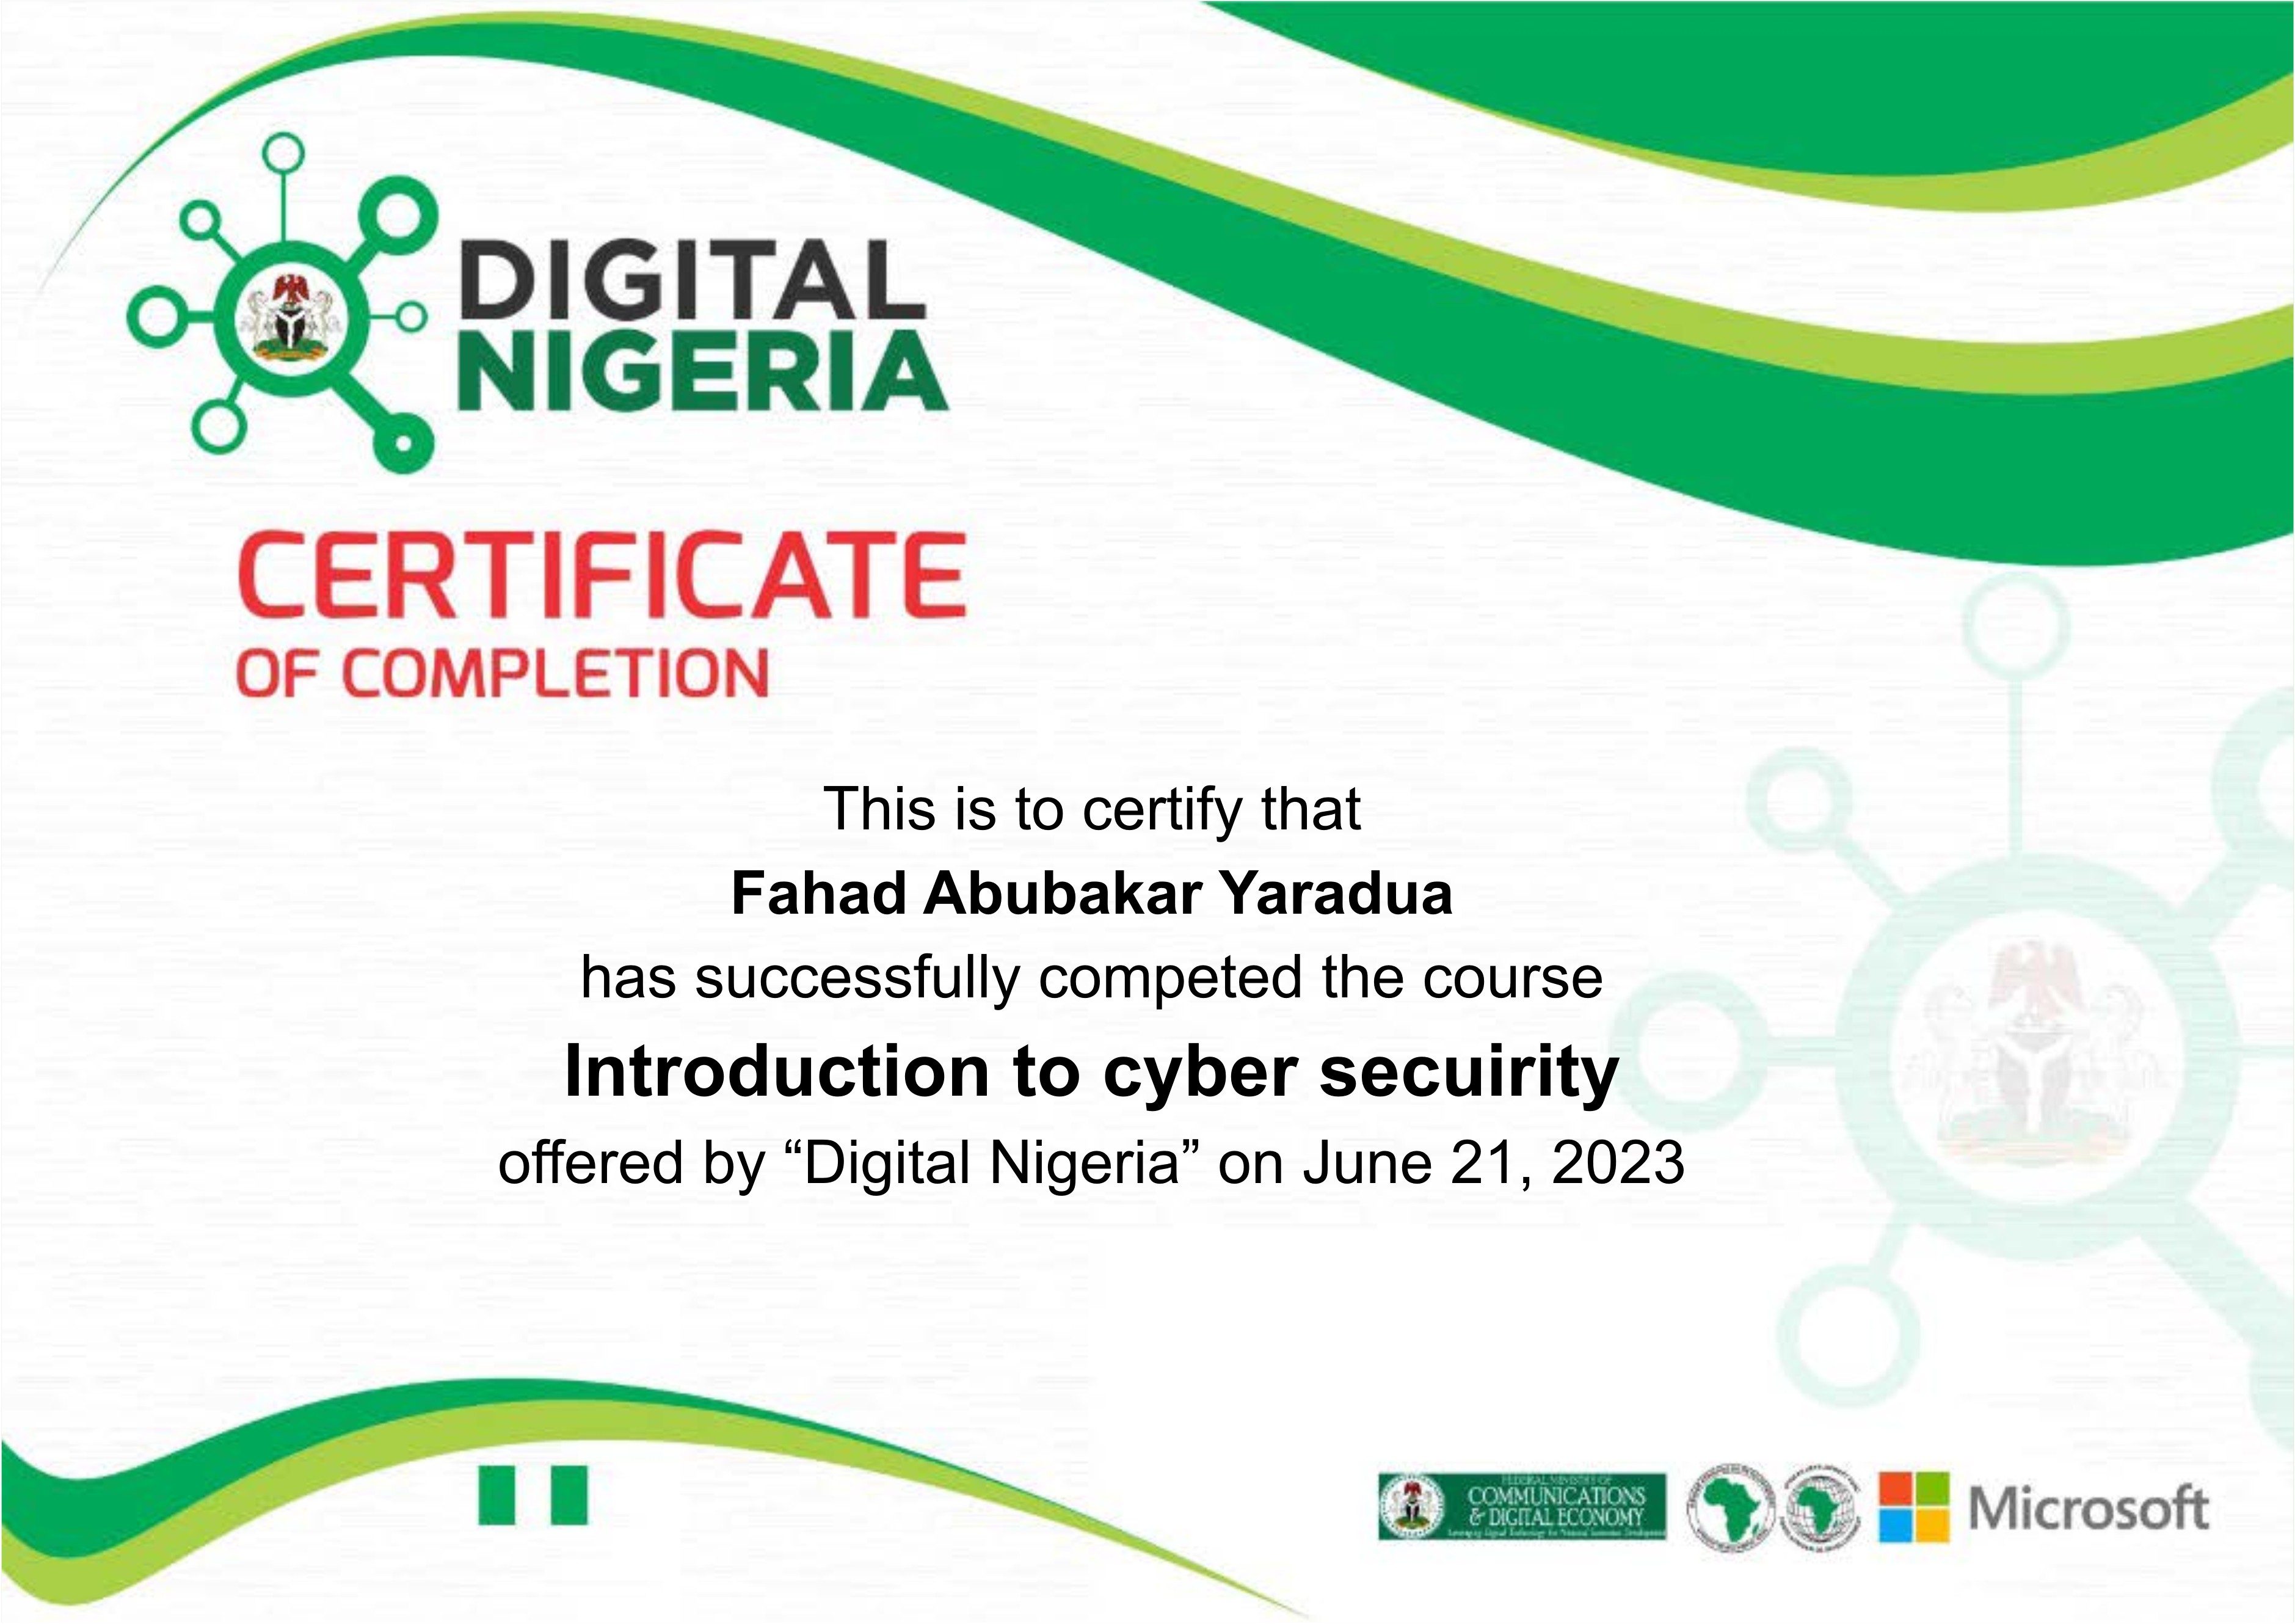 DIGITAL
NIGERIA
CERTIFICATE
OF COMPLETION
This is to certify that
Fahad Abubakar Yaradua
has successfully competed the course
Introduction to cyber secuirity
offered by “Digital Nigeria” on June 21, 2023
FEDERAL MINISTRY OF
COMMUNICATIONS
& DIGITAL ECONOMY
Microsoft